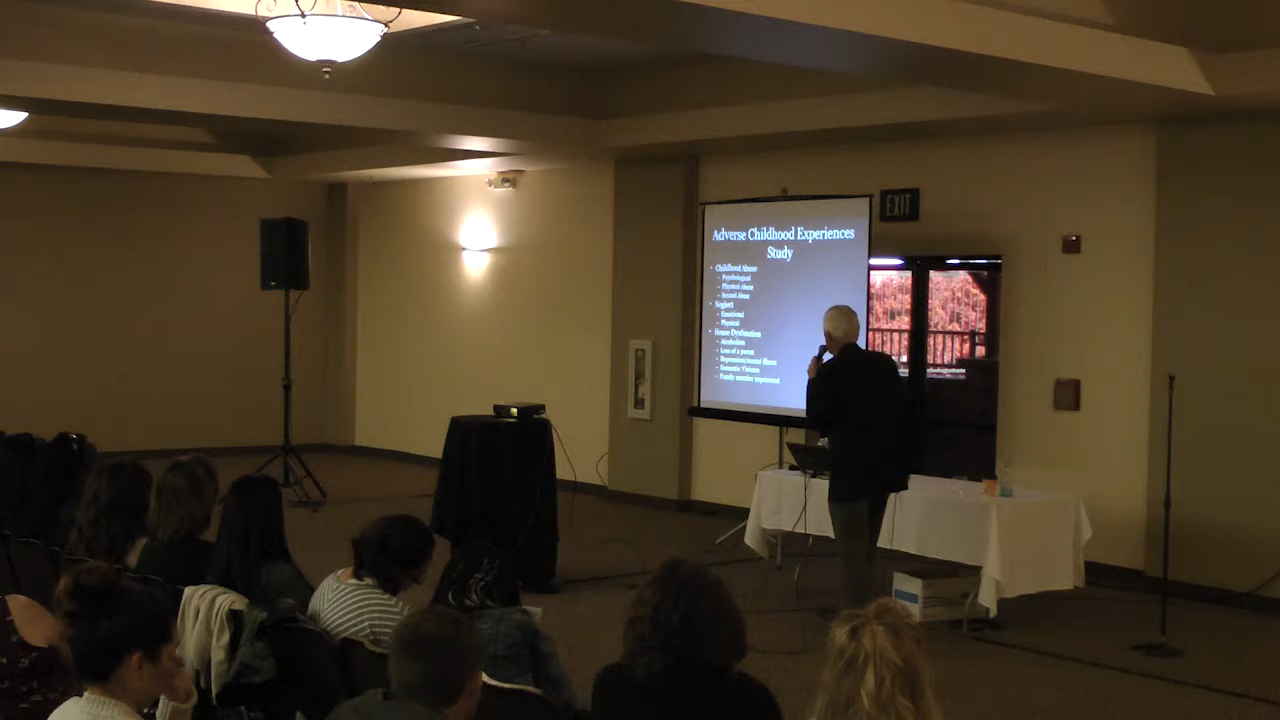 EXIT
Adverse Childhood Experiences
Study
• Childhood Abuse
– Psychological
– Physical Abuse
– Sexual Abuse
• Neglect
– Emotional
– Physical
• House Dysfunction
– Alcoholism
– Loss of a parent
– Depression/mental illness
– Domestic Violence
– Family member imprisoned